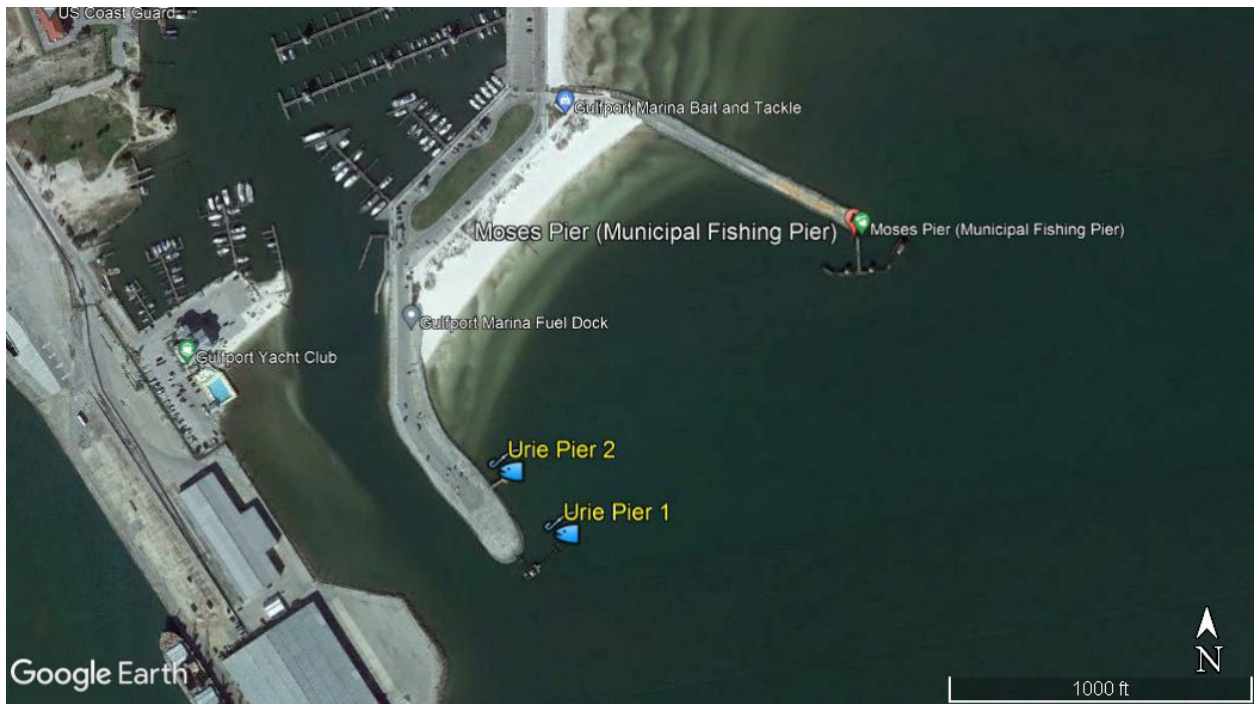 US Coast Guard
Gulfport Marina Bait and Tackle
Moses Pier (Municipal Fishing Pier)
Moses Pier (Municipal Fishing Pier)
Gulfport Marina Fuel Dock
Gulfport Yacht Club
Urie Pier 2
Urie Pier 1
N
Google Earth
1000 ft